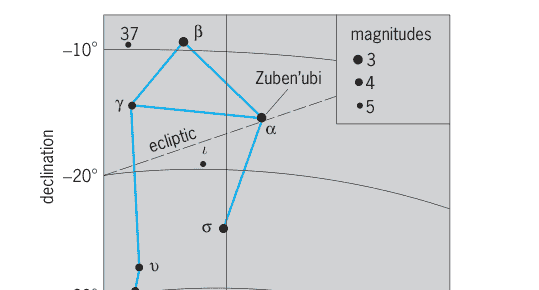 37
β
magnitudes
−10°
3
Zuben'ubi
4
γ
5
α
ecliptic
ι
declination
−20°
σ
υ